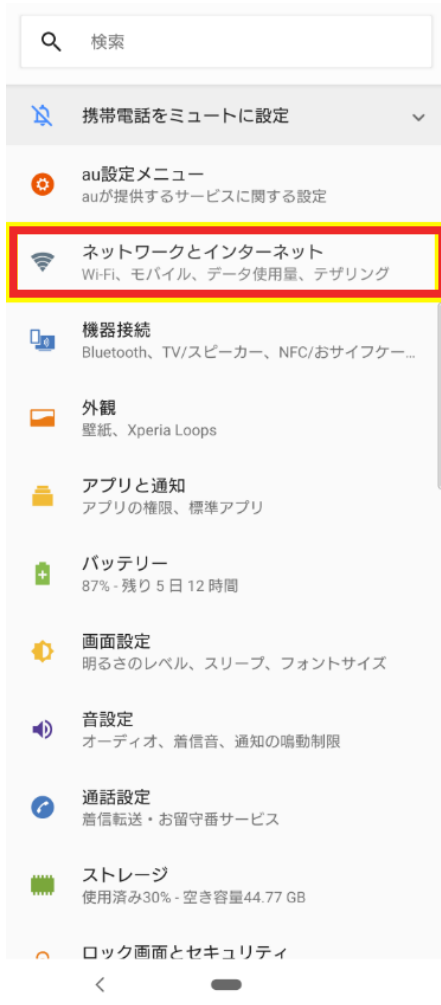 検索
携帯電話をミュートに設定
au設定メニュー
auが提供するサービスに関する設定
ネットワークとインターネット
Wi-Fi、モバイル、データ使用量、テザリング
機器接続
Bluetooth、TV/スピーカー、NFC/おサイフケー...
外観
壁紙、Xperia Loops
アプリと通知
アプリの権限、標準アプリ
バッテリー
87% - 残り 5 日 12 時間
画面設定
明るさのレベル、スリープ、フォントサイズ
音設定
オーディオ、着信音、通知の鳴動制限
通話設定
着信転送・お留守番サービス
ストレージ
使用済み30% - 空き容量44.77 GB
ロック画面とセキュリティ